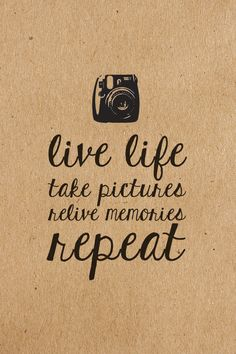 live life
take pictures
relive memories
repeat